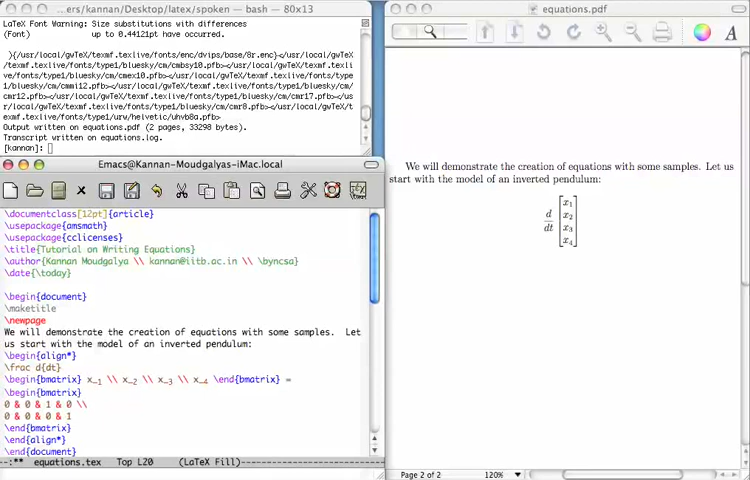 ...ers/kannan/Desktop/latex/spoken — bash — 80x13
LaTeX Font Warning: Size substitutions with differences
(Font) up to 0.44121pt have occurred.
){/usr/local/gwTeX/texmf.texlive/fonts/enc/dvips/base/8r.enc}</usr/local/gwTeX
/texmf.texlive/fonts/type1/bluesky/cm/cmbsy10.pfb></usr/local/gwTeX/texmf.texli
ve/fonts/type1/bluesky/cm/cmex10.pfb></usr/local/gwTeX/texmf.texlive/fonts/type
1/bluesky/cm/cmmi12.pfb></usr/local/gwTeX/texmf.texlive/fonts/type1/bluesky/cm/
cmr12.pfb></usr/local/gwTeX/texmf.texlive/fonts/type1/bluesky/cm/cmr17.pfb></us
r/local/gwTeX/texmf.texlive/fonts/type1/bluesky/cm/cmr8.pfb></usr/local/gwTeX/t
exmf.texlive/fonts/type1/urw/helvetic/uhvb8a.pfb>
Output written on equations.pdf (2 pages, 33298 bytes).
Transcript written on equations.log.
[kannan]:
Emacs@Kannan-Moudgalyas-iMac.local
\documentclass[12pt]{article}
\usepackage{amsmath}
\usepackage{cclicenses}
\title{Tutorial on Writing Equations}
\author{Kannan Moudgalya \\ kannan@iitb.ac.in \\ \byncsa}
\date{\today}
\begin{document}
\maketitle
\newpage
We will demonstrate the creation of equations with some samples. Let
us start with the model of an inverted pendulum:
\begin{align*}
\frac d{dt}
\begin{bmatrix} x_1 \\ x_2 \\ x_3 \\ x_4 \end{bmatrix} =
\begin{bmatrix}
0 & 0 & 1 & 0 \\
0 & 0 & 0 & 1
\end{bmatrix}
\end{align*}
\end{document}
-:** equations.tex Top L20 (LaTeX Fill)
equations.pdf
A
We will demonstrate the creation of equations with some samples. Let us
start with the model of an inverted pendulum:
d
dt
x1
x2
x3
x4
Page 2 of 2 120%